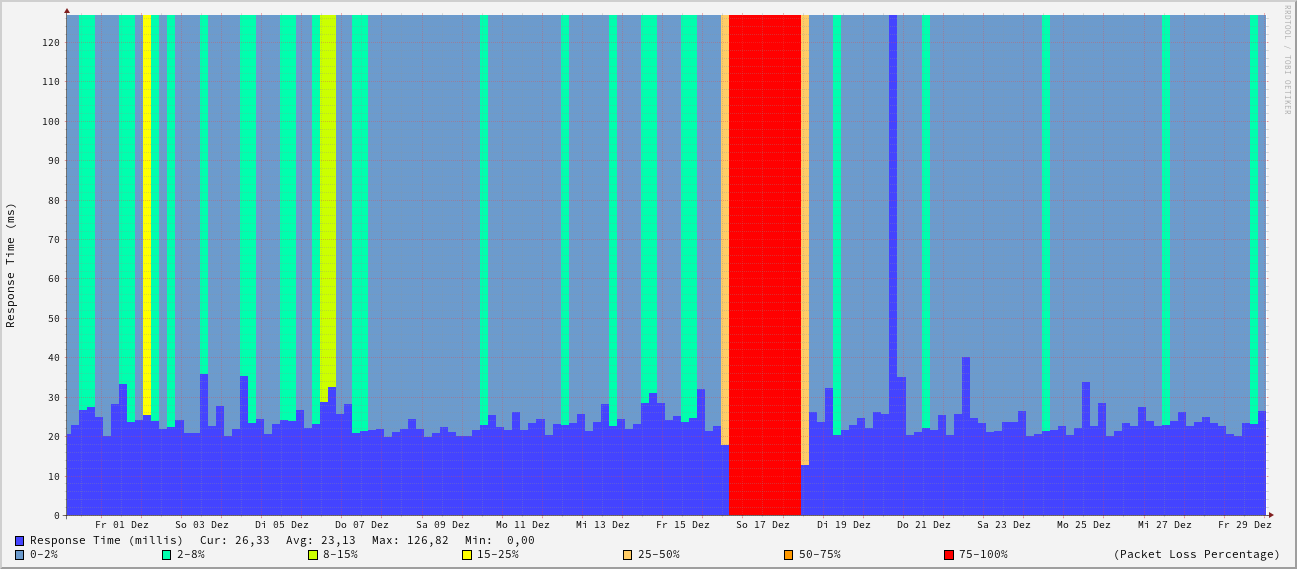 RRDTOOL / TOBI OETIKER
Response Time (ms)
120
110
100
90
80
70
60
50
40
30
20
10
0
Fr 01 Dez So 03 Dez Di 05 Dez Do 07 Dez Sa 09 Dez Mo 11 Dez Mi 13 Dez Fr 15 Dez So 17 Dez Di 19 Dez Do 21 Dez Sa 23 Dez Mo 25 Dez Mi 27 Dez Fr 29 Dez
Response Time (millis) Cur: 26,33 Avg: 23,13 Max: 126,82 Min: 0,00
0-2% 2-8% 8-15% 15-25% 25-50% 50-75% 75-100% (Packet Loss Percentage)